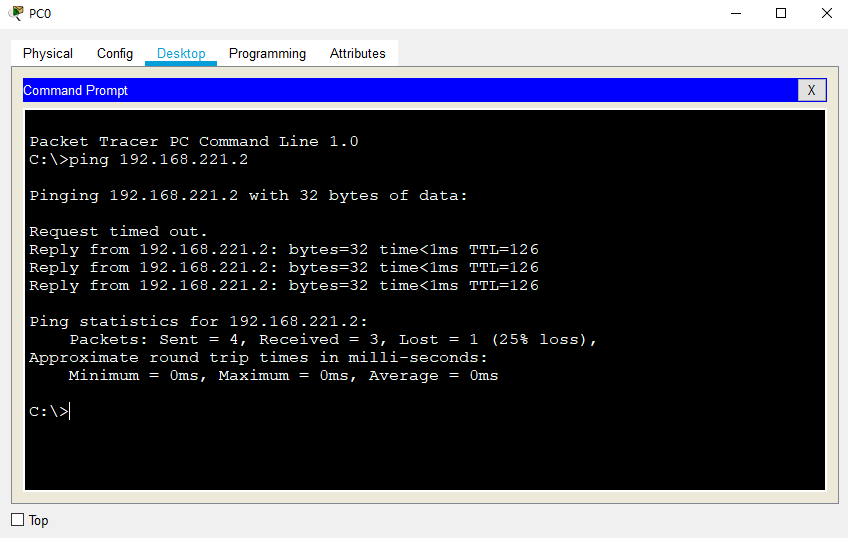 PC0
Physical Config Desktop Programming Attributes
Command Prompt X
Packet Tracer PC Command Line 1.0
C:\>ping 192.168.221.2
Pinging 192.168.221.2 with 32 bytes of data:
Request timed out.
Reply from 192.168.221.2: bytes=32 time<1ms TTL=126
Reply from 192.168.221.2: bytes=32 time<1ms TTL=126
Reply from 192.168.221.2: bytes=32 time<1ms TTL=126
Ping statistics for 192.168.221.2:
    Packets: Sent = 4, Received = 3, Lost = 1 (25% loss),
Approximate round trip times in milli-seconds:
    Minimum = 0ms, Maximum = 0ms, Average = 0ms
C:\>
Top